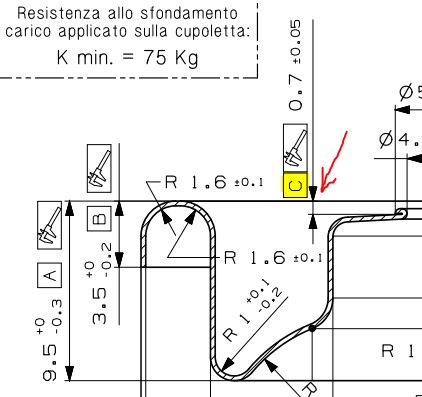 Resistenza allo sfondamento
carico applicato sulla cupoletta:
K min. = 75 Kg
0.7 ±0.05
C
R 1.6 ±0.1
R 1.6 ±0.1
B
3.5 +0 -0.2
A
9.5 +0 -0.3
R 1 +0.1 -0.2
R 1
R